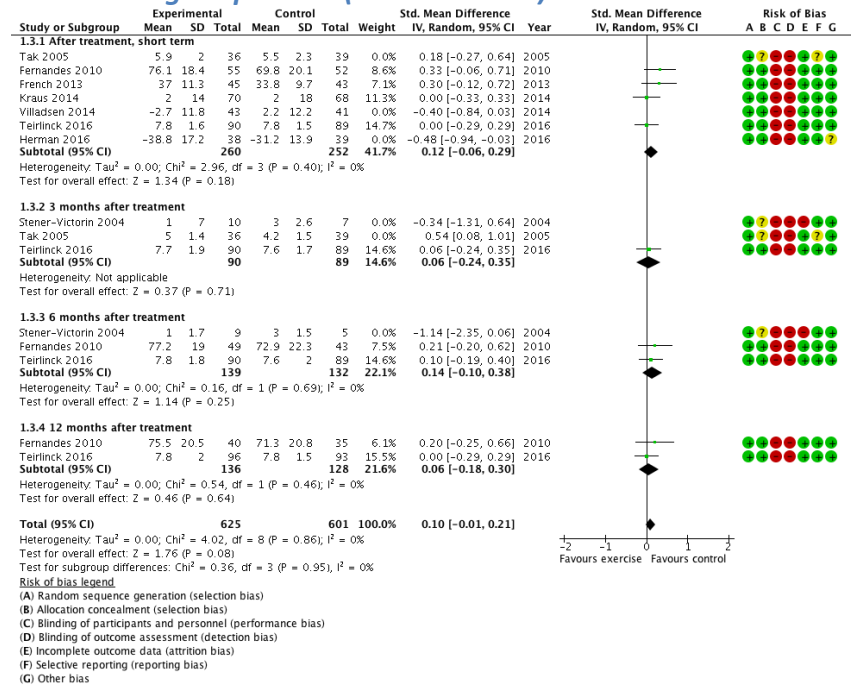 Experimental Control Std. Mean Difference Std. Mean Difference Risk of Bias
Study or Subgroup Mean SD Total Mean SD Total Weight IV, Random, 95% CI Year IV, Random, 95% CI A B C D E F G
1.3.1 After treatment, short term
Tak 2005 5.9 2 36 5.5 2.3 39 0.0% 0.18 [-0.27, 0.64] 2005 + ? − − + ? +
Fernandes 2010 76.1 18.4 55 69.8 20.1 52 8.6% 0.33 [-0.06, 0.71] 2010 + + − − + + +
French 2013 37 11.3 45 33.8 9.7 43 7.1% 0.30 [-0.12, 0.72] 2013 + + − − + + +
Kraus 2014 2 14 70 2 18 68 11.3% 0.00 [-0.33, 0.33] 2014 + + − − + + +
Villadsen 2014 -2.7 11.8 43 2.2 12.2 41 0.0% -0.40 [-0.84, 0.03] 2014 + + − − + + +
Teirlinck 2016 7.8 1.6 90 7.8 1.5 89 14.7% 0.00 [-0.29, 0.29] 2016 + + − − + + +
Herman 2016 -38.8 17.2 38 -31.2 13.9 39 0.0% -0.48 [-0.94, -0.03] 2016 + + − − + + ?
Subtotal (95% CI) 260 252 41.7% 0.12 [-0.06, 0.29]
Heterogeneity: Tau² = 0.00; Chi² = 2.96, df = 3 (P = 0.40); I² = 0%
Test for overall effect: Z = 1.34 (P = 0.18)
1.3.2 3 months after treatment
Stener-Victorin 2004 1 7 10 3 2.6 7 0.0% -0.34 [-1.31, 0.64] 2004 + ? − − − + +
Tak 2005 5 1.4 36 4.2 1.5 39 0.0% 0.54 [0.08, 1.01] 2005 + ? − − + ? +
Teirlinck 2016 7.7 1.9 90 7.6 1.7 89 14.6% 0.06 [-0.24, 0.35] 2016 + + − − + + +
Subtotal (95% CI) 90 89 14.6% 0.06 [-0.24, 0.35]
Heterogeneity: Not applicable
Test for overall effect: Z = 0.37 (P = 0.71)
1.3.3 6 months after treatment
Stener-Victorin 2004 1 1.7 9 3 1.5 5 0.0% -1.14 [-2.35, 0.06] 2004 + ? − − − + +
Fernandes 2010 77.2 19 49 72.9 22.3 43 7.5% 0.21 [-0.20, 0.62] 2010 + + − − + + +
Teirlinck 2016 7.8 1.8 90 7.6 2 89 14.6% 0.10 [-0.19, 0.40] 2016 + + − − + + +
Subtotal (95% CI) 139 132 22.1% 0.14 [-0.10, 0.38]
Heterogeneity: Tau² = 0.00; Chi² = 0.16, df = 1 (P = 0.69); I² = 0%
Test for overall effect: Z = 1.14 (P = 0.25)
1.3.4 12 months after treatment
Fernandes 2010 75.5 20.5 40 71.3 20.8 35 6.1% 0.20 [-0.25, 0.66] 2010 + + − − + + +
Teirlinck 2016 7.8 2 96 7.8 1.5 93 15.5% 0.00 [-0.29, 0.29] 2016 + + − − + + +
Subtotal (95% CI) 136 128 21.6% 0.06 [-0.18, 0.30]
Heterogeneity: Tau² = 0.00; Chi² = 0.54, df = 1 (P = 0.46); I² = 0%
Test for overall effect: Z = 0.46 (P = 0.64)
Total (95% CI) 625 601 100.0% 0.10 [-0.01, 0.21]
Heterogeneity: Tau² = 0.00; Chi² = 4.02, df = 8 (P = 0.86); I² = 0%
Test for overall effect: Z = 1.76 (P = 0.08)
Test for subgroup differences: Chi² = 0.36, df = 3 (P = 0.95), I² = 0%
-2 -1 0 1 2
Favours exercise Favours control
Risk of bias legend
(A) Random sequence generation (selection bias)
(B) Allocation concealment (selection bias)
(C) Blinding of participants and personnel (performance bias)
(D) Blinding of outcome assessment (detection bias)
(E) Incomplete outcome data (attrition bias)
(F) Selective reporting (reporting bias)
(G) Other bias